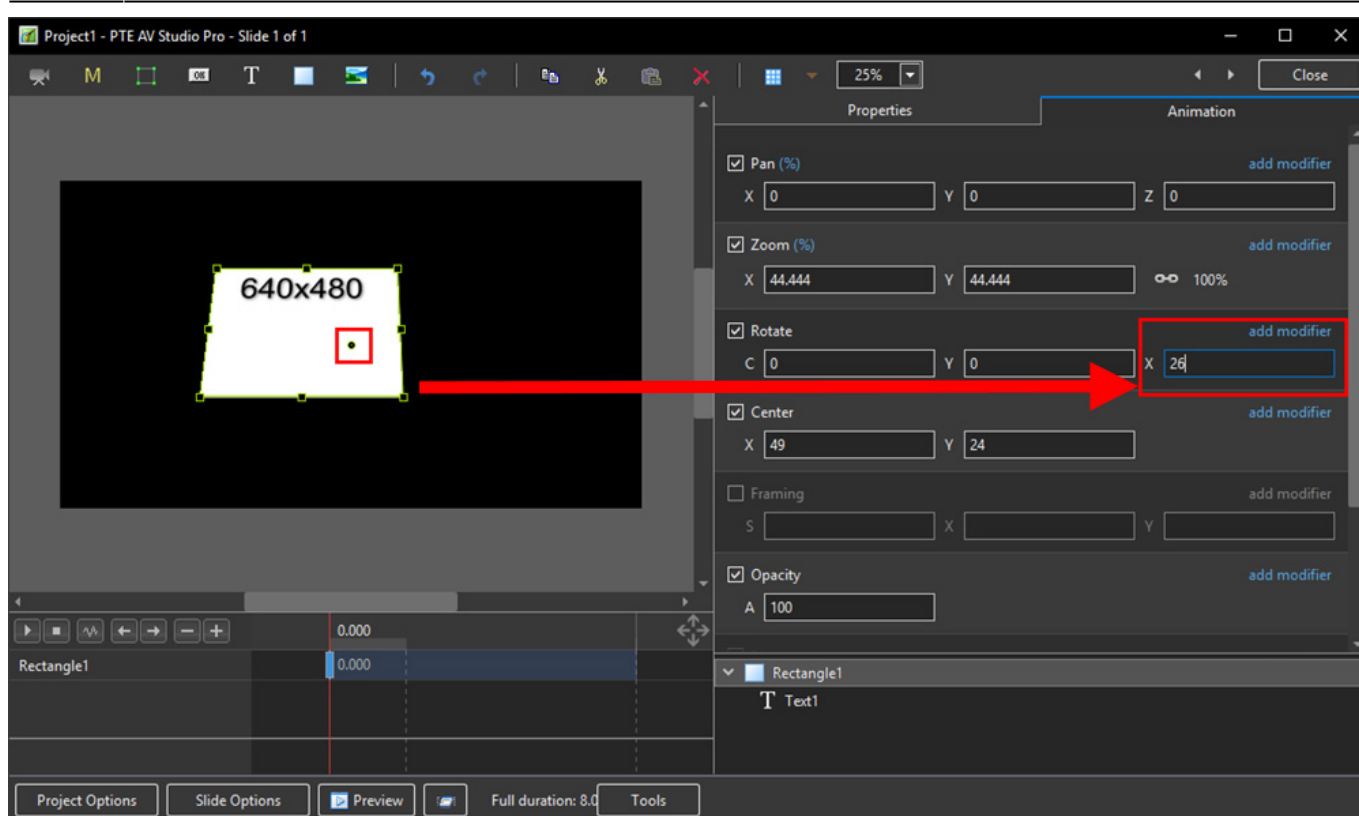 Project1 - PTE AV Studio Pro - Slide 1 of 1
M OK T 25% Close
Properties Animation
Pan (%) add modifier
X 0 Y 0 Z 0
Zoom (%) add modifier
X 44.444 Y 44.444 100%
640x480
Rotate add modifier
C 0 Y 0 X 26
Center add modifier
X 49 Y 24
Framing add modifier
S X Y
Opacity add modifier
A 100
0.000
Rectangle1 0.000
Rectangle1
T Text1
Project Options Slide Options Preview Full duration: 8.0 Tools